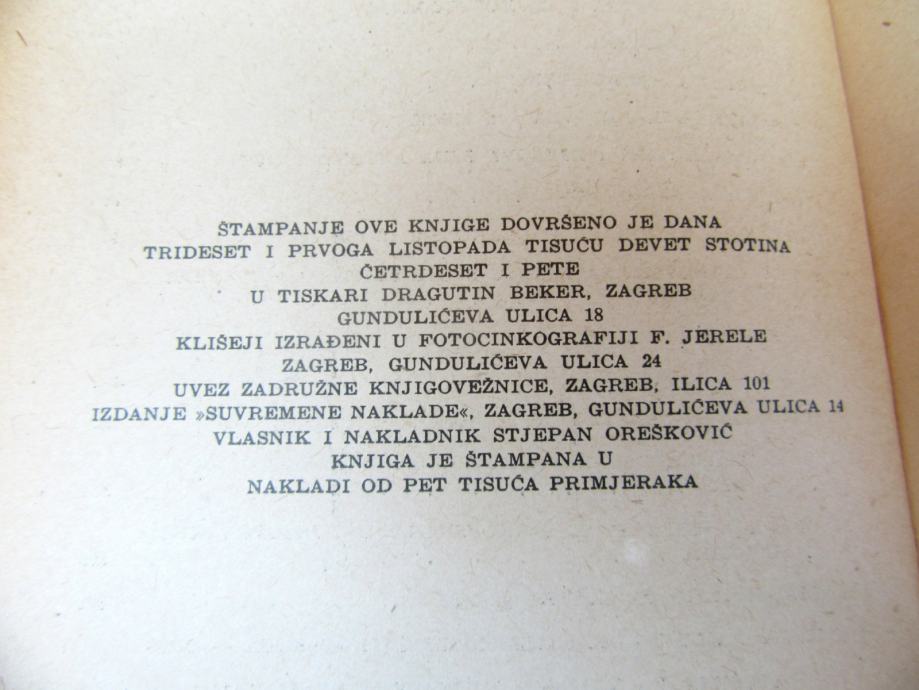 ŠTAMPANJE OVE KNJIGE DOVRŠENO JE DANA
TRIDESET I PRVOGA LISTOPADA TISUĆU DEVET STOTINA
ČETRDESET I PETE
U TISKARI DRAGUTIN BEKER, ZAGREB
GUNDULIĆEVA ULICA 18
KLIŠEJI IZRAĐENI U FOTOCINKOGRAFIJI F. JERELE
ZAGREB, GUNDULIĆEVA ULICA 24
UVEZ ZADRUŽNE KNJIGOVEŽNICE, ZAGREB, ILICA 101
IZDANJE »SUVREMENE NAKLADE«, ZAGREB, GUNDULIĆEVA ULICA 14
VLASNIK I NAKLADNIK STJEPAN OREŠKOVIĆ
KNJIGA JE ŠTAMPANA U
NAKLADI OD PET TISUĆA PRIMJERAKA